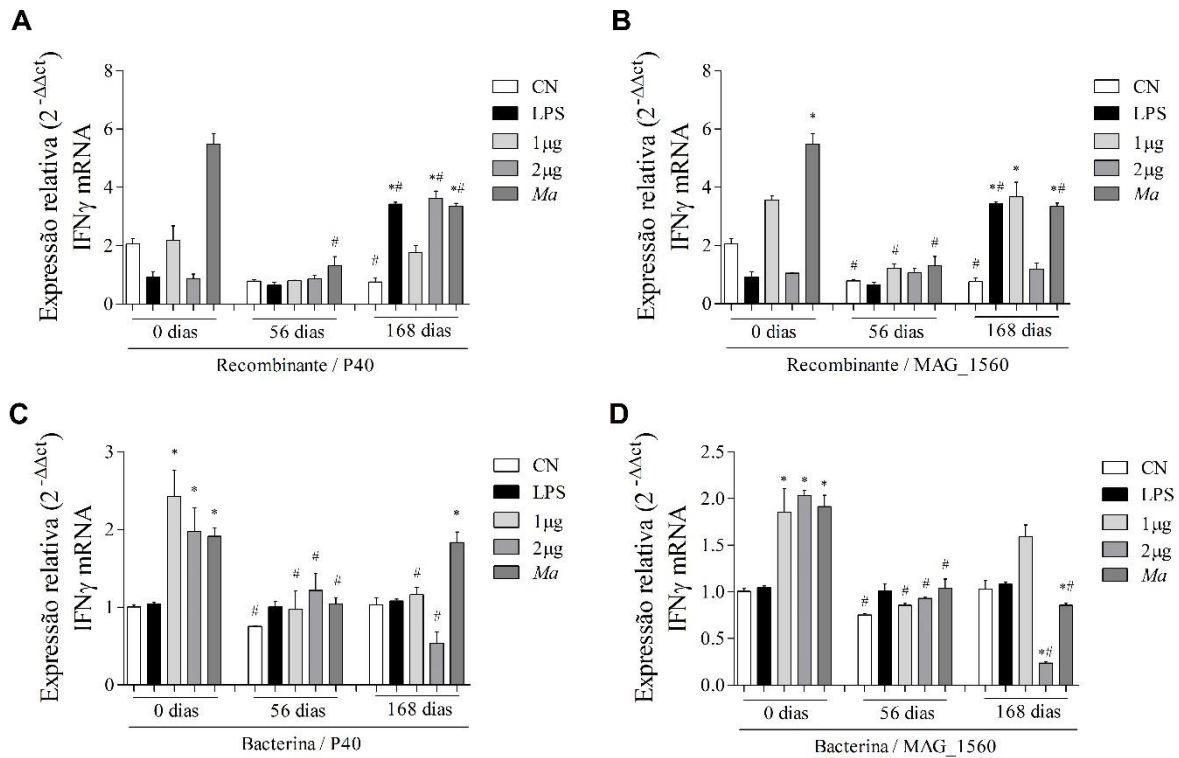 A
Expressão relativa (2^-ΔΔct)
IFNγ mRNA
8
6
4
2
0
#
#
*#
*#
*#
CN
LPS
1µg
2µg
Ma
0 dias
56 dias
168 dias
Recombinante / P40
B
Expressão relativa (2^-ΔΔct)
IFNγ mRNA
8
6
4
2
0
*
#
#
#
#
*#
*
*#
CN
LPS
1µg
2µg
Ma
0 dias
56 dias
168 dias
Recombinante / MAG_1560
C
Expressão relativa (2^-ΔΔct)
IFNγ mRNA
3
2
1
0
*
*
*
#
#
#
#
#
#
*
CN
LPS
1µg
2µg
Ma
0 dias
56 dias
168 dias
Bacterina / P40
D
Expressão relativa (2^-ΔΔct)
IFNγ mRNA
2.5
2.0
1.5
1.0
0.5
0.0
*
*
*
#
#
#
#
*#
*#
CN
LPS
1µg
2µg
Ma
0 dias
56 dias
168 dias
Bacterina / MAG_1560